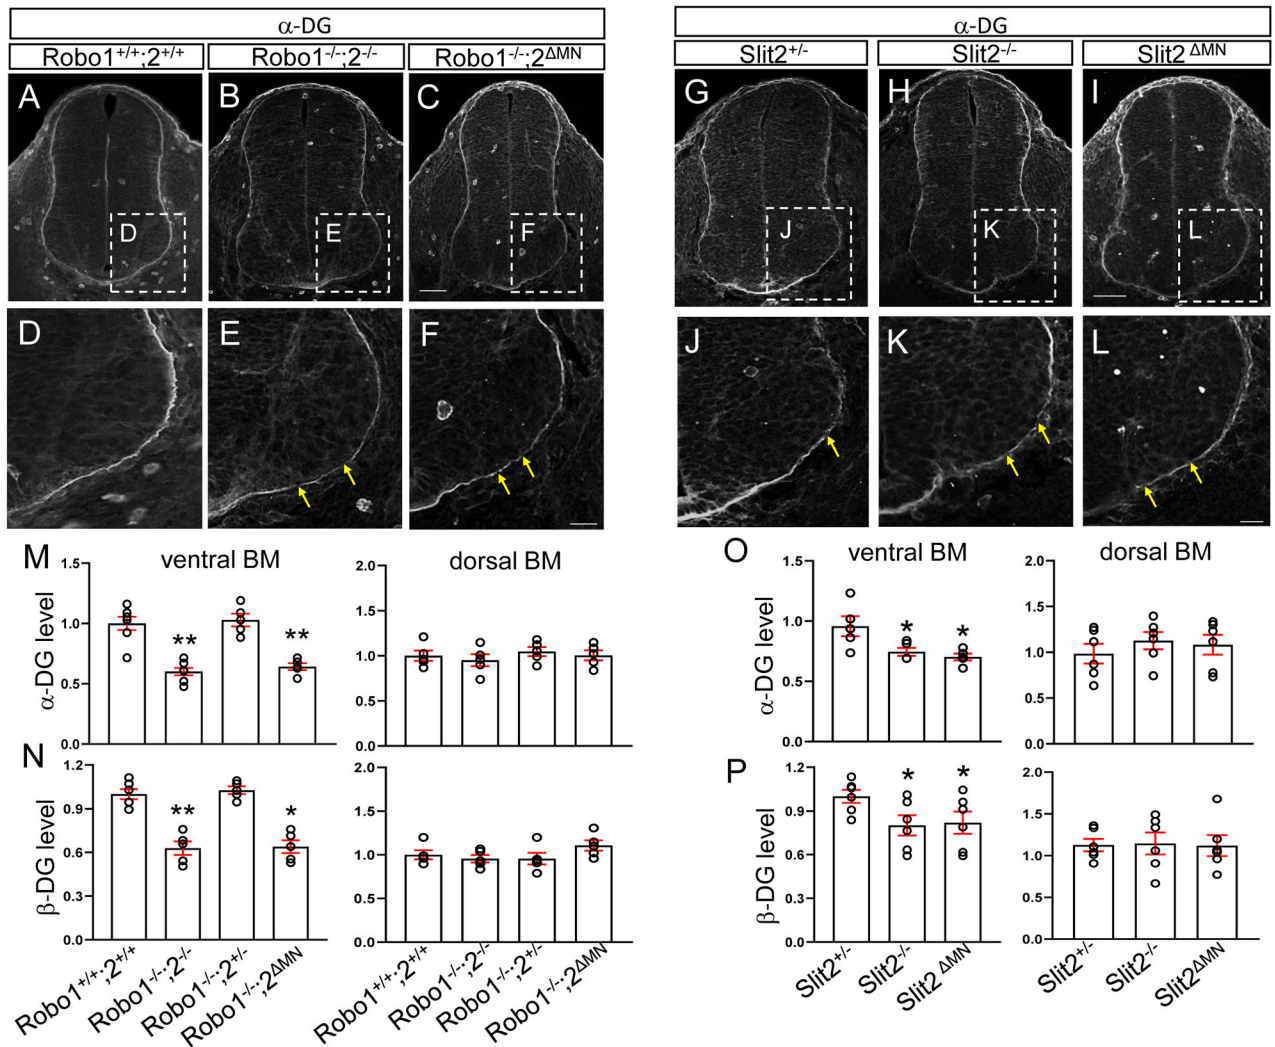 α-DG
Robo1+/+;2+/+ Robo1-/-;2-/- Robo1-/-;2ΔMN
A B C
D E F
D E F
α-DG
Slit2+/- Slit2-/- Slit2 ΔMN
G H I
J K L
J K L
M
ventral BM
dorsal BM
α-DG level
1.5
1.0
0.5
0.0
** **
2.0
1.5
1.0
0.5
0.0
N
β-DG level
1.2
0.9
0.6
0.3
0.0
** *
2.0
1.5
1.0
0.5
0.0
Robo1+/+;2+/+
Robo1-/-;2-/-
Robo1-/-;2+/-
Robo1-/-;2ΔMN
Robo1+/+;2+/+
Robo1-/-;2-/-
Robo1-/-;2+/-
Robo1-/-;2ΔMN
O
ventral BM
dorsal BM
α-DG level
1.5
1.0
0.5
0.0
* *
2.0
1.5
1.0
0.5
0.0
P
β-DG level
1.2
0.9
0.6
0.3
0.0
* *
2.0
1.5
1.0
0.5
0.0
Slit2+/-
Slit2-/-
Slit2 ΔMN
Slit2+/-
Slit2-/-
Slit2ΔMN